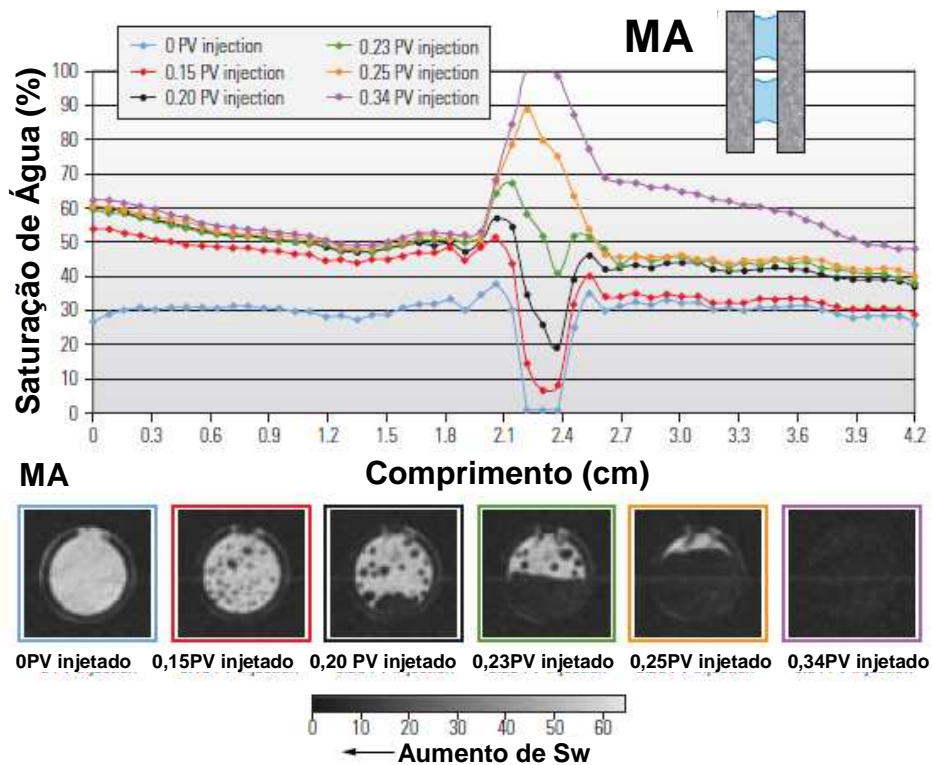 MA
0 PV injection
0.15 PV injection
0.20 PV injection
0.23 PV injection
0.25 PV injection
0.34 PV injection
Saturação de Água (%)
100
90
80
70
60
50
40
30
20
10
0
0 0.3 0.6 0.9 1.2 1.5 1.8 2.1 2.4 2.7 3.0 3.3 3.6 3.9 4.2
Comprimento (cm)
MA
0PV injetado 0,15PV injetado 0,20 PV injetado 0,23PV injetado 0,25PV injetado 0,34PV injetado
0 10 20 30 40 50 60
Aumento de Sw